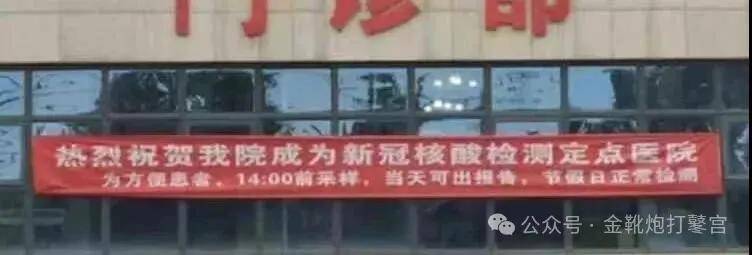 门诊部
热烈祝贺我院成为新冠核酸检测定点医院
为方便患者，14:00前采样，当天可出报告，节假日正常检测
公众号·金靴炮打鼕宫